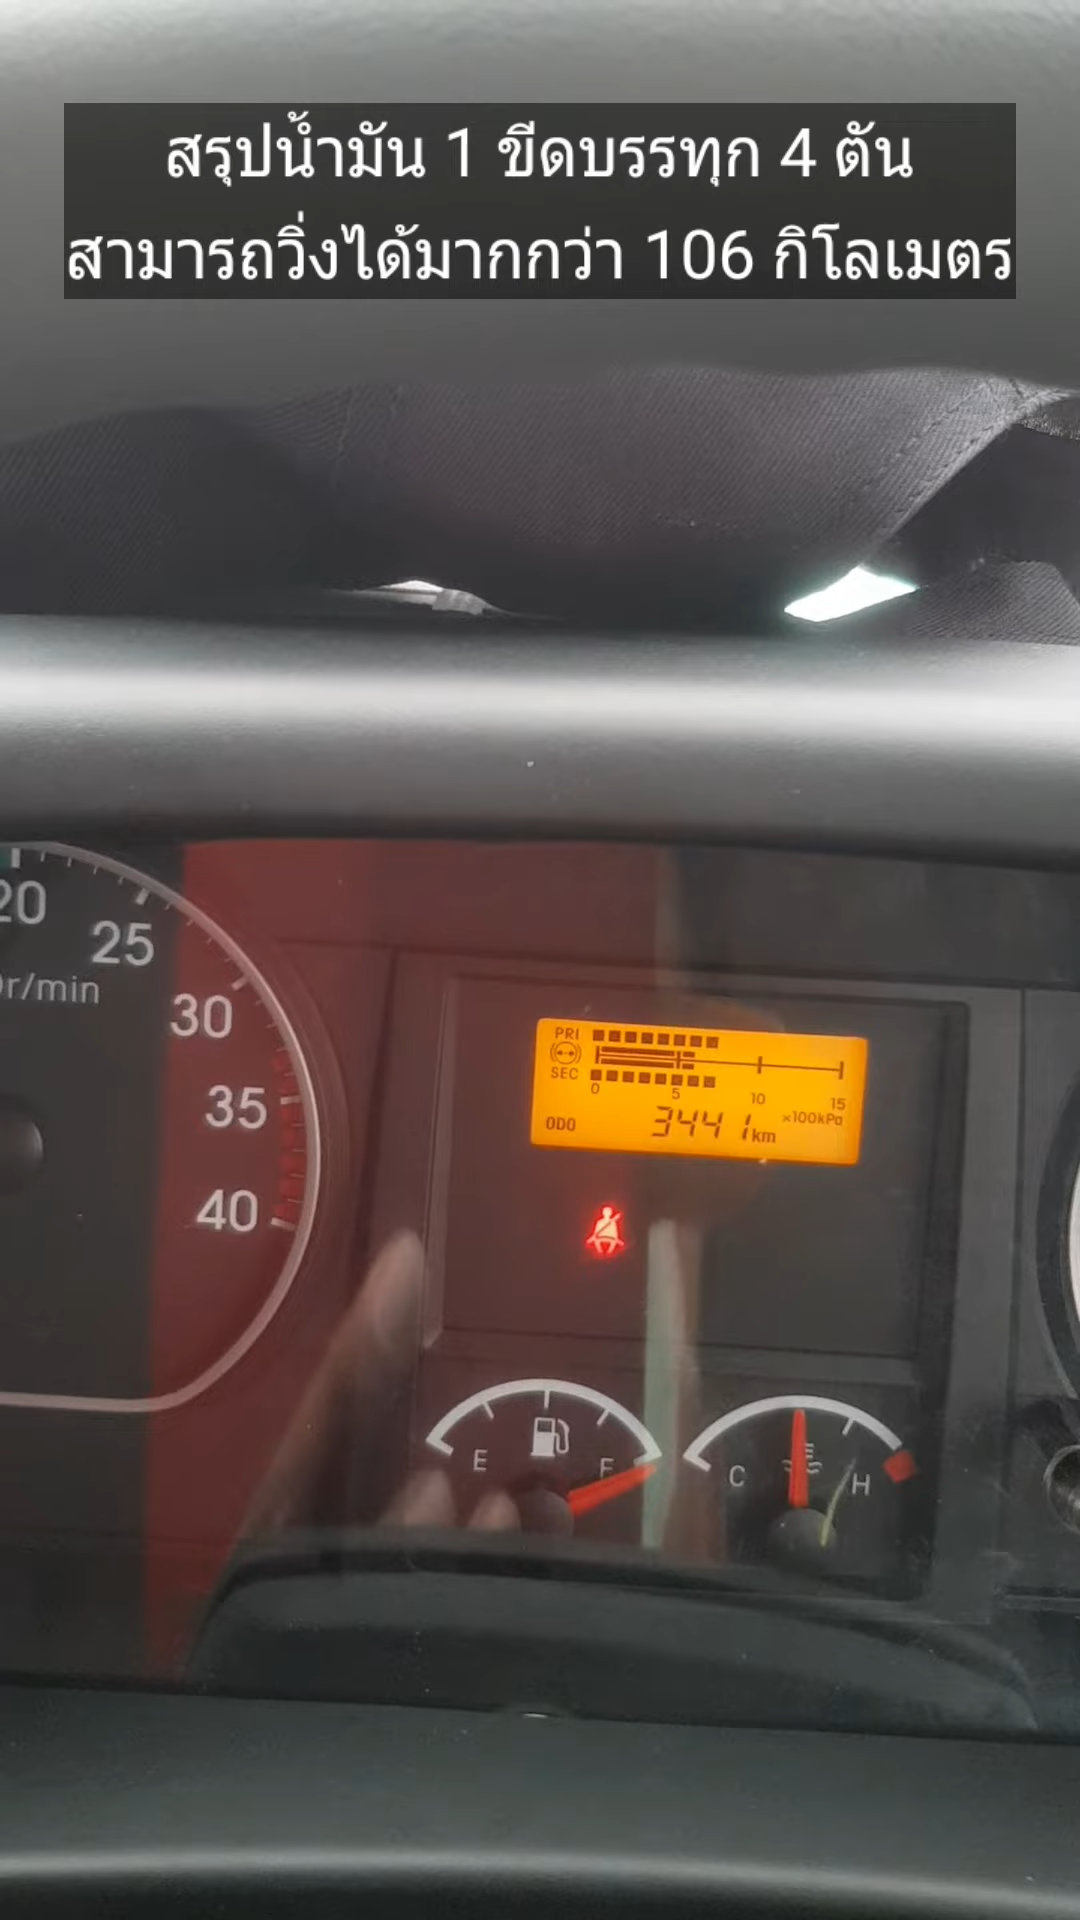 สรุปน้ำมัน 1 ขีดบรรทุก 4 ตัน
สามารถวิ่งได้มากกว่า 106 กิโลเมตร
20
25
r/min
30
35
40
PRI
SEC
0 5 10 15
×100kPa
ODO 3441km
E F
C H